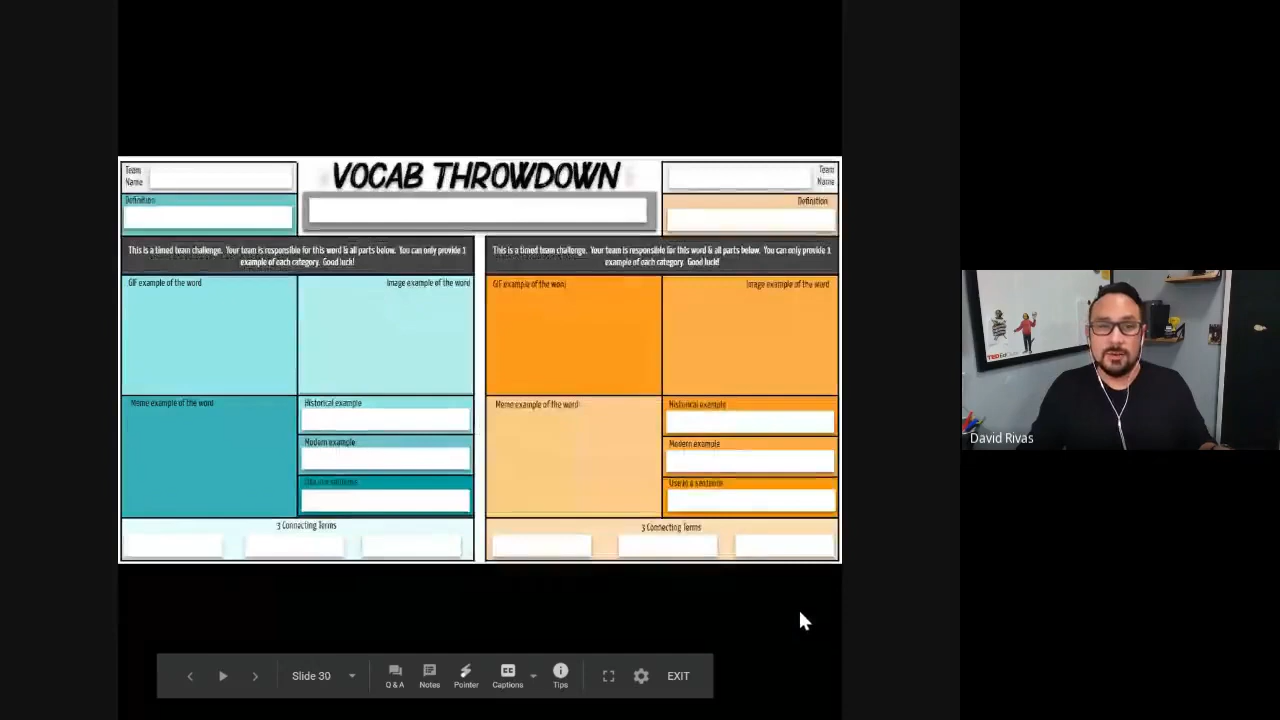 Team
Name
VOCAB THROWDOWN
Team
Name
Definition
Definition
This is a timed team challenge. Your team is responsible for this word & all parts below. You can only provide 1
example of each category. Good luck!
This is a timed team challenge. Your team is responsible for this word & all parts below. You can only provide 1
example of each category. Good luck!
GIF example of the word
Image example of the word
GIF example of the word
Image example of the word
Meme example of the word
Historical example
Modern example
Use in a sentence
Meme example of the word
Historical example
Modern example
Use in a sentence
3 Connecting Terms
3 Connecting Terms
Slide 30
Q & A
Notes
Pointer
Captions
Tips
EXIT
David Rivas
TEDx